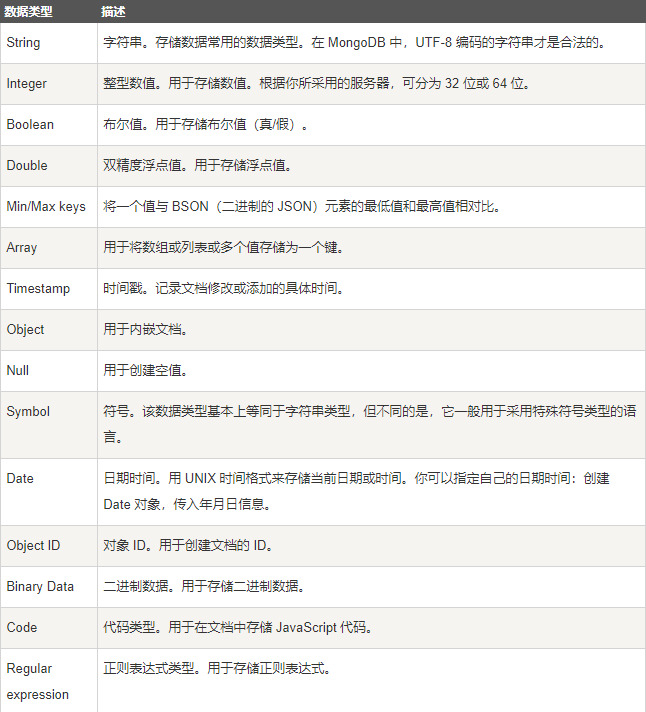 数据类型 描述
String 字符串。存储数据常用的数据类型。在 MongoDB 中，UTF-8 编码的字符串才是合法的。
Integer 整型数值。用于存储数值。根据你所采用的服务器，可分为 32 位或 64 位。
Boolean 布尔值。用于存储布尔值（真/假）。
Double 双精度浮点值。用于存储浮点值。
Min/Max keys 将一个值与 BSON（二进制的 JSON）元素的最低值和最高值相对比。
Array 用于将数组或列表或多个值存储为一个键。
Timestamp 时间戳。记录文档修改或添加的具体时间。
Object 用于内嵌文档。
Null 用于创建空值。
Symbol 符号。该数据类型基本上等同于字符串类型，但不同的是，它一般用于采用特殊符号类型的语
言。
Date 日期时间。用 UNIX 时间格式来存储当前日期或时间。你可以指定自己的日期时间：创建
Date 对象，传入年月日信息。
Object ID 对象 ID。用于创建文档的 ID。
Binary Data 二进制数据。用于存储二进制数据。
Code 代码类型。用于在文档中存储 JavaScript 代码。
Regular 正则表达式类型。用于存储正则表达式。
expression